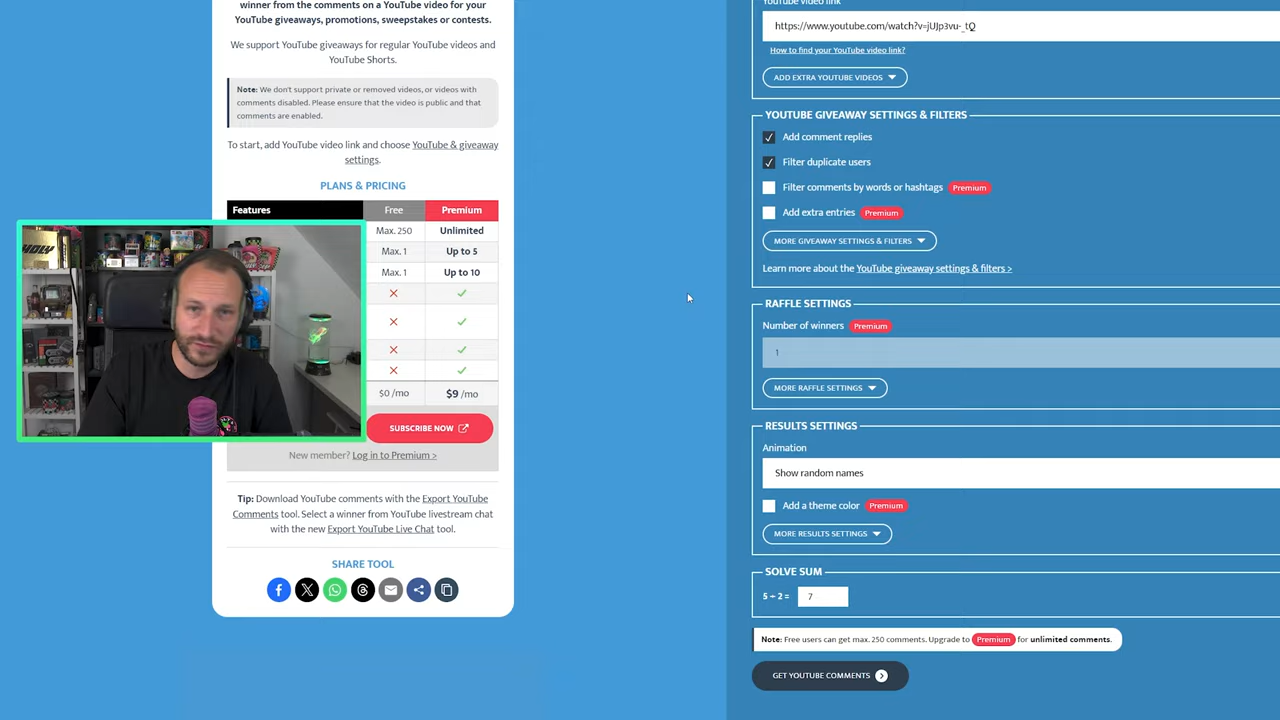 winner from the comments on a YouTube video for your
YouTube giveaways, promotions, sweepstakes or contests.
We support YouTube giveaways for regular YouTube videos and
YouTube Shorts.
Note: We don't support private or removed videos, or videos with
comments disabled. Please ensure that the video is public and that
comments are enabled.
To start, add YouTube video link and choose YouTube & giveaway
settings.
PLANS & PRICING
Features Free Premium
Max. 250 Unlimited
Max. 1 Up to 5
Max. 1 Up to 10
$0 /mo $9 /mo
SUBSCRIBE NOW
New member? Log in to Premium >
Tip: Download YouTube comments with the Export YouTube
Comments tool. Select a winner from YouTube livestream chat
with the new Export YouTube Live Chat tool.
SHARE TOOL
YouTube video link
https://www.youtube.com/watch?v=jUJp3vu-_tQ
How to find your YouTube video link?
ADD EXTRA YOUTUBE VIDEOS
YOUTUBE GIVEAWAY SETTINGS & FILTERS
Add comment replies
Filter duplicate users
Filter comments by words or hashtags Premium
Add extra entries Premium
MORE GIVEAWAY SETTINGS & FILTERS
Learn more about the YouTube giveaway settings & filters >
RAFFLE SETTINGS
Number of winners Premium
1
MORE RAFFLE SETTINGS
RESULTS SETTINGS
Animation
Show random names
Add a theme color Premium
MORE RESULTS SETTINGS
SOLVE SUM
5 + 2 = 7
Note: Free users can get max. 250 comments. Upgrade to Premium for unlimited comments.
GET YOUTUBE COMMENTS